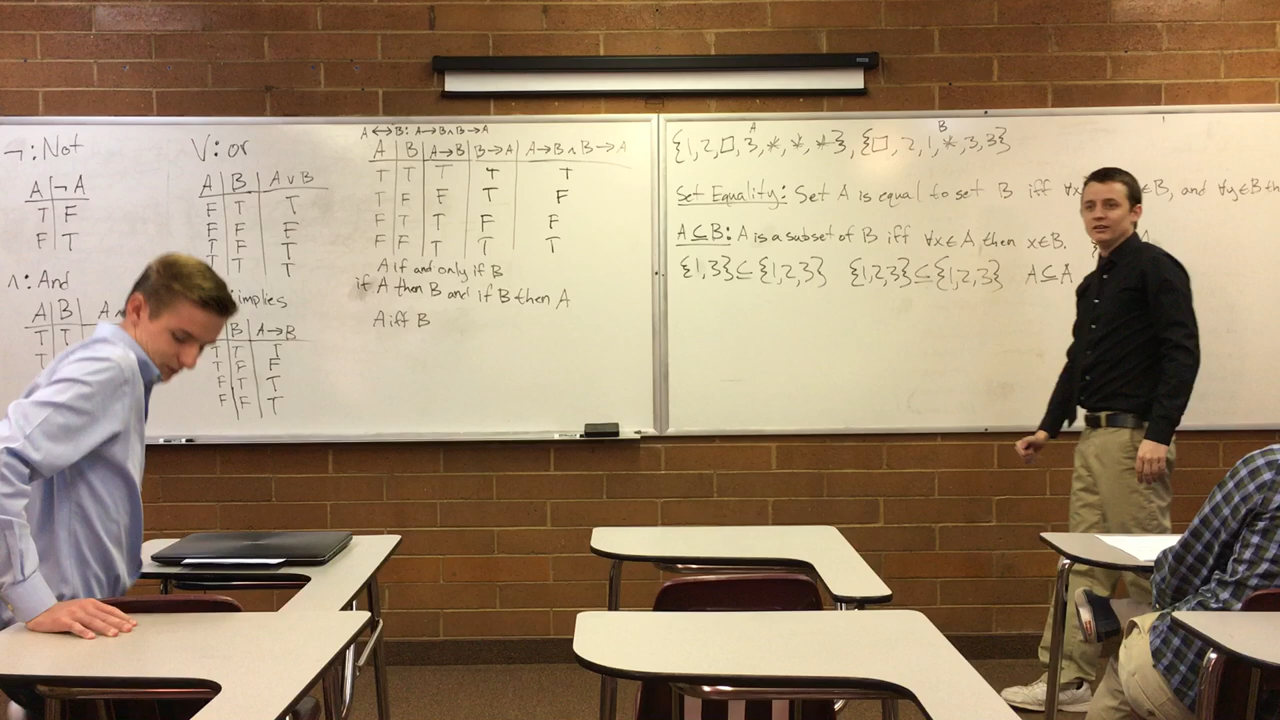 ¬: Not
A | ¬A
T | F
F | T
∧: And
A | B | A
T | T
T
V: or
A | B | A∨B
F | T | T
F | F | F
T
T | T
implies
B | A→B
T | T | T
T | F | F
F | T | T
F | F | T
A ⟷ B: A→B∧B→A
A | B | A→B | B→A | A→B∧B→A
T | T | T | T | T
T | F | F | T | F
F | T | T | F | F
F | F | T | T | T
A if and only if B
if A then B and if B then A
A iff B
A B
{1,2,□,3,*,*,*}, {□,2,1,*,3,3}
Set Equality: Set A is equal to set B iff ∀x ∈B, and ∀y∈B th
A⊆B: A is a subset of B iff ∀x∈A then x∈B.
{1,3}⊆{1,2,3} {1,2,3}⊆{1,2,3} A⊆A